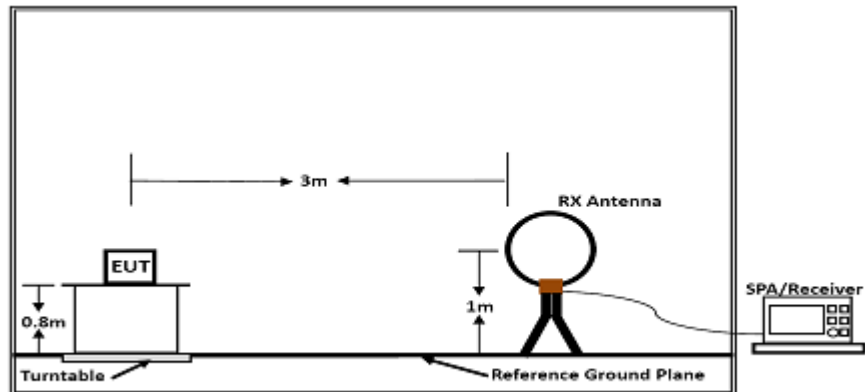 3m
RX Antenna
EUT
SPA/Receiver
0.8m
1m
Turntable
Reference Ground Plane